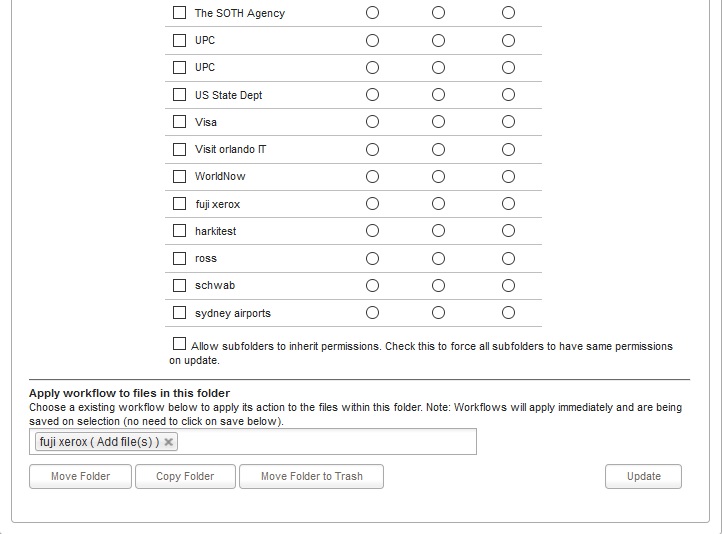 The SOTH Agency
UPC
UPC
US State Dept
Visa
Visit orlando IT
WorldNow
fuji xerox
harkitest
ross
schwab
sydney airports
Allow subfolders to inherit permissions. Check this to force all subfolders to have same permissions
on update.
Apply workflow to files in this folder
Choose a existing workflow below to apply its action to the files within this folder. Note: Workflows will apply immediately and are being
saved on selection (no need to click on save below).
fuji xerox ( Add file(s) ) ×
Move Folder Copy Folder Move Folder to Trash Update